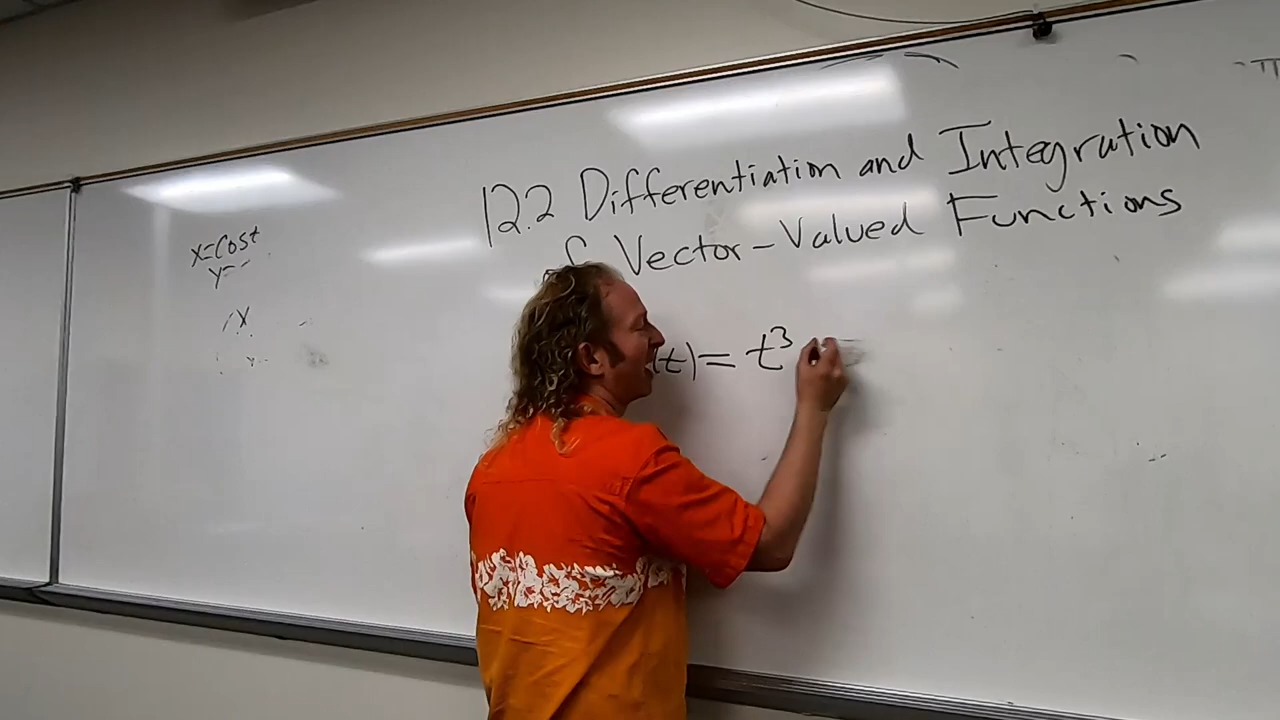 12.2 Differentiation and Integration
Vector-Valued Functions
x=cost
y=
x
(t) = t³